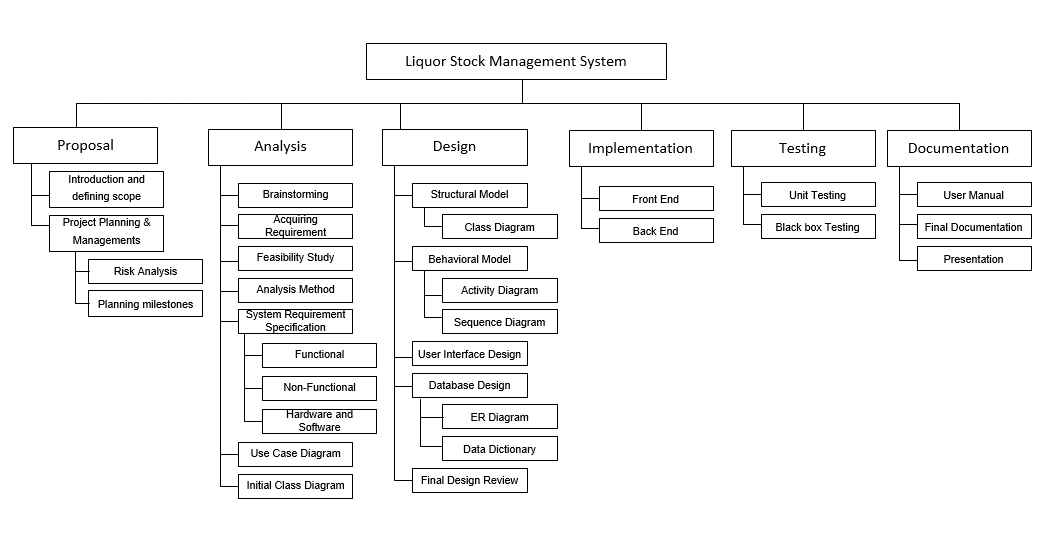 Liquor Stock Management System
Proposal
Introduction and
defining scope
Project Planning &
Managements
Risk Analysis
Planning milestones
Analysis
Brainstorming
Acquiring
Requirement
Feasibility Study
Analysis Method
System Requirement
Specification
Functional
Non-Functional
Hardware and
Software
Use Case Diagram
Initial Class Diagram
Design
Structural Model
Class Diagram
Behavioral Model
Activity Diagram
Sequence Diagram
User Interface Design
Database Design
ER Diagram
Data Dictionary
Final Design Review
Implementation
Front End
Back End
Testing
Unit Testing
Black box Testing
Documentation
User Manual
Final Documentation
Presentation